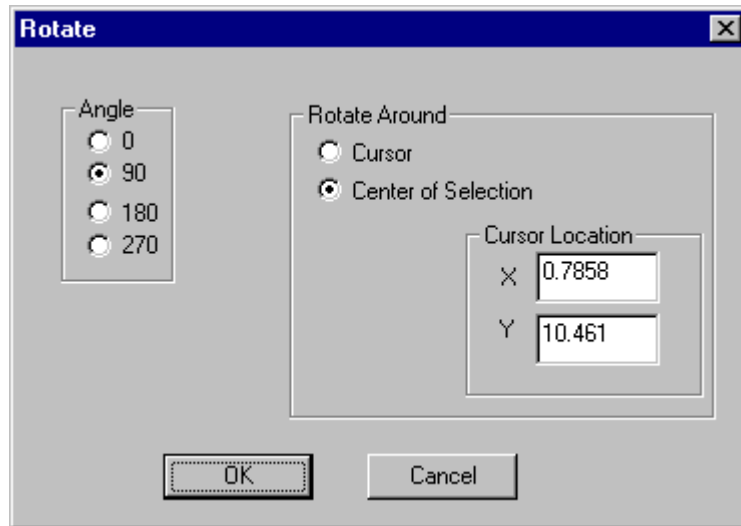 Rotate
Angle
0
90
180
270
Rotate Around
Cursor
Center of Selection
Cursor Location
X 0.7858
Y 10.461
OK Cancel